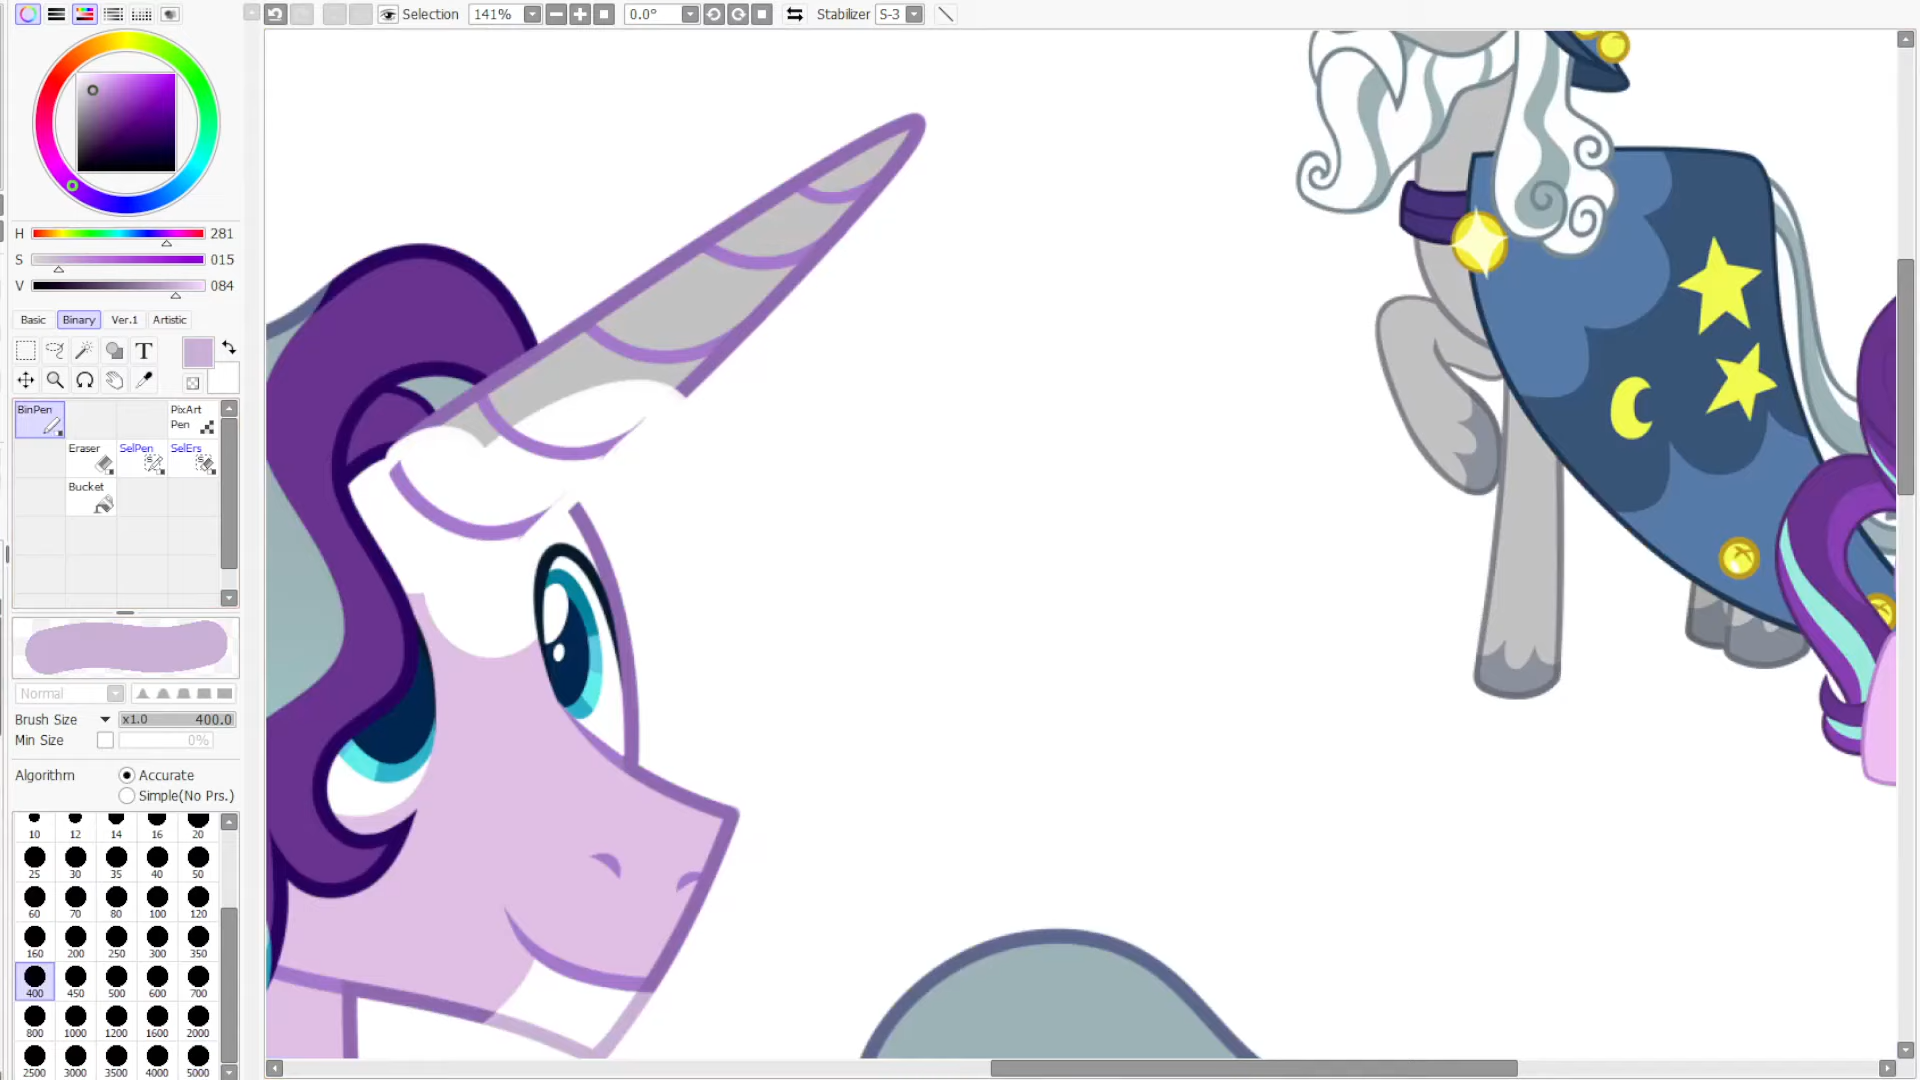 Selection 141% 0.0° Stabilizer S-3
H 281
S 015
V 084
Basic Binary Ver.1 Artistic
T
BinPen PixArt
Pen
Eraser SelPen SelErs
Bucket
Normal
Brush Size x1.0 400.0
Min Size 0%
Algorithm Accurate
Simple(No Prs.)
10 12 14 16 20
25 30 35 40 50
60 70 80 100 120
160 200 250 300 350
400 450 500 600 700
800 1000 1200 1600 2000
2500 3000 3500 4000 5000